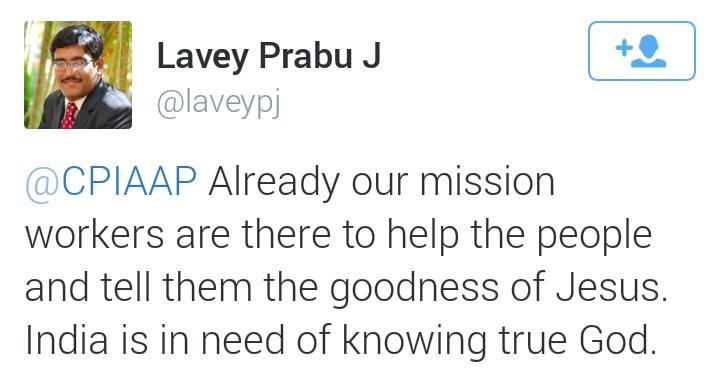 Lavey Prabu J
@laveypj
@CPIAAP Already our mission
workers are there to help the people
and tell them the goodness of Jesus.
India is in need of knowing true God.